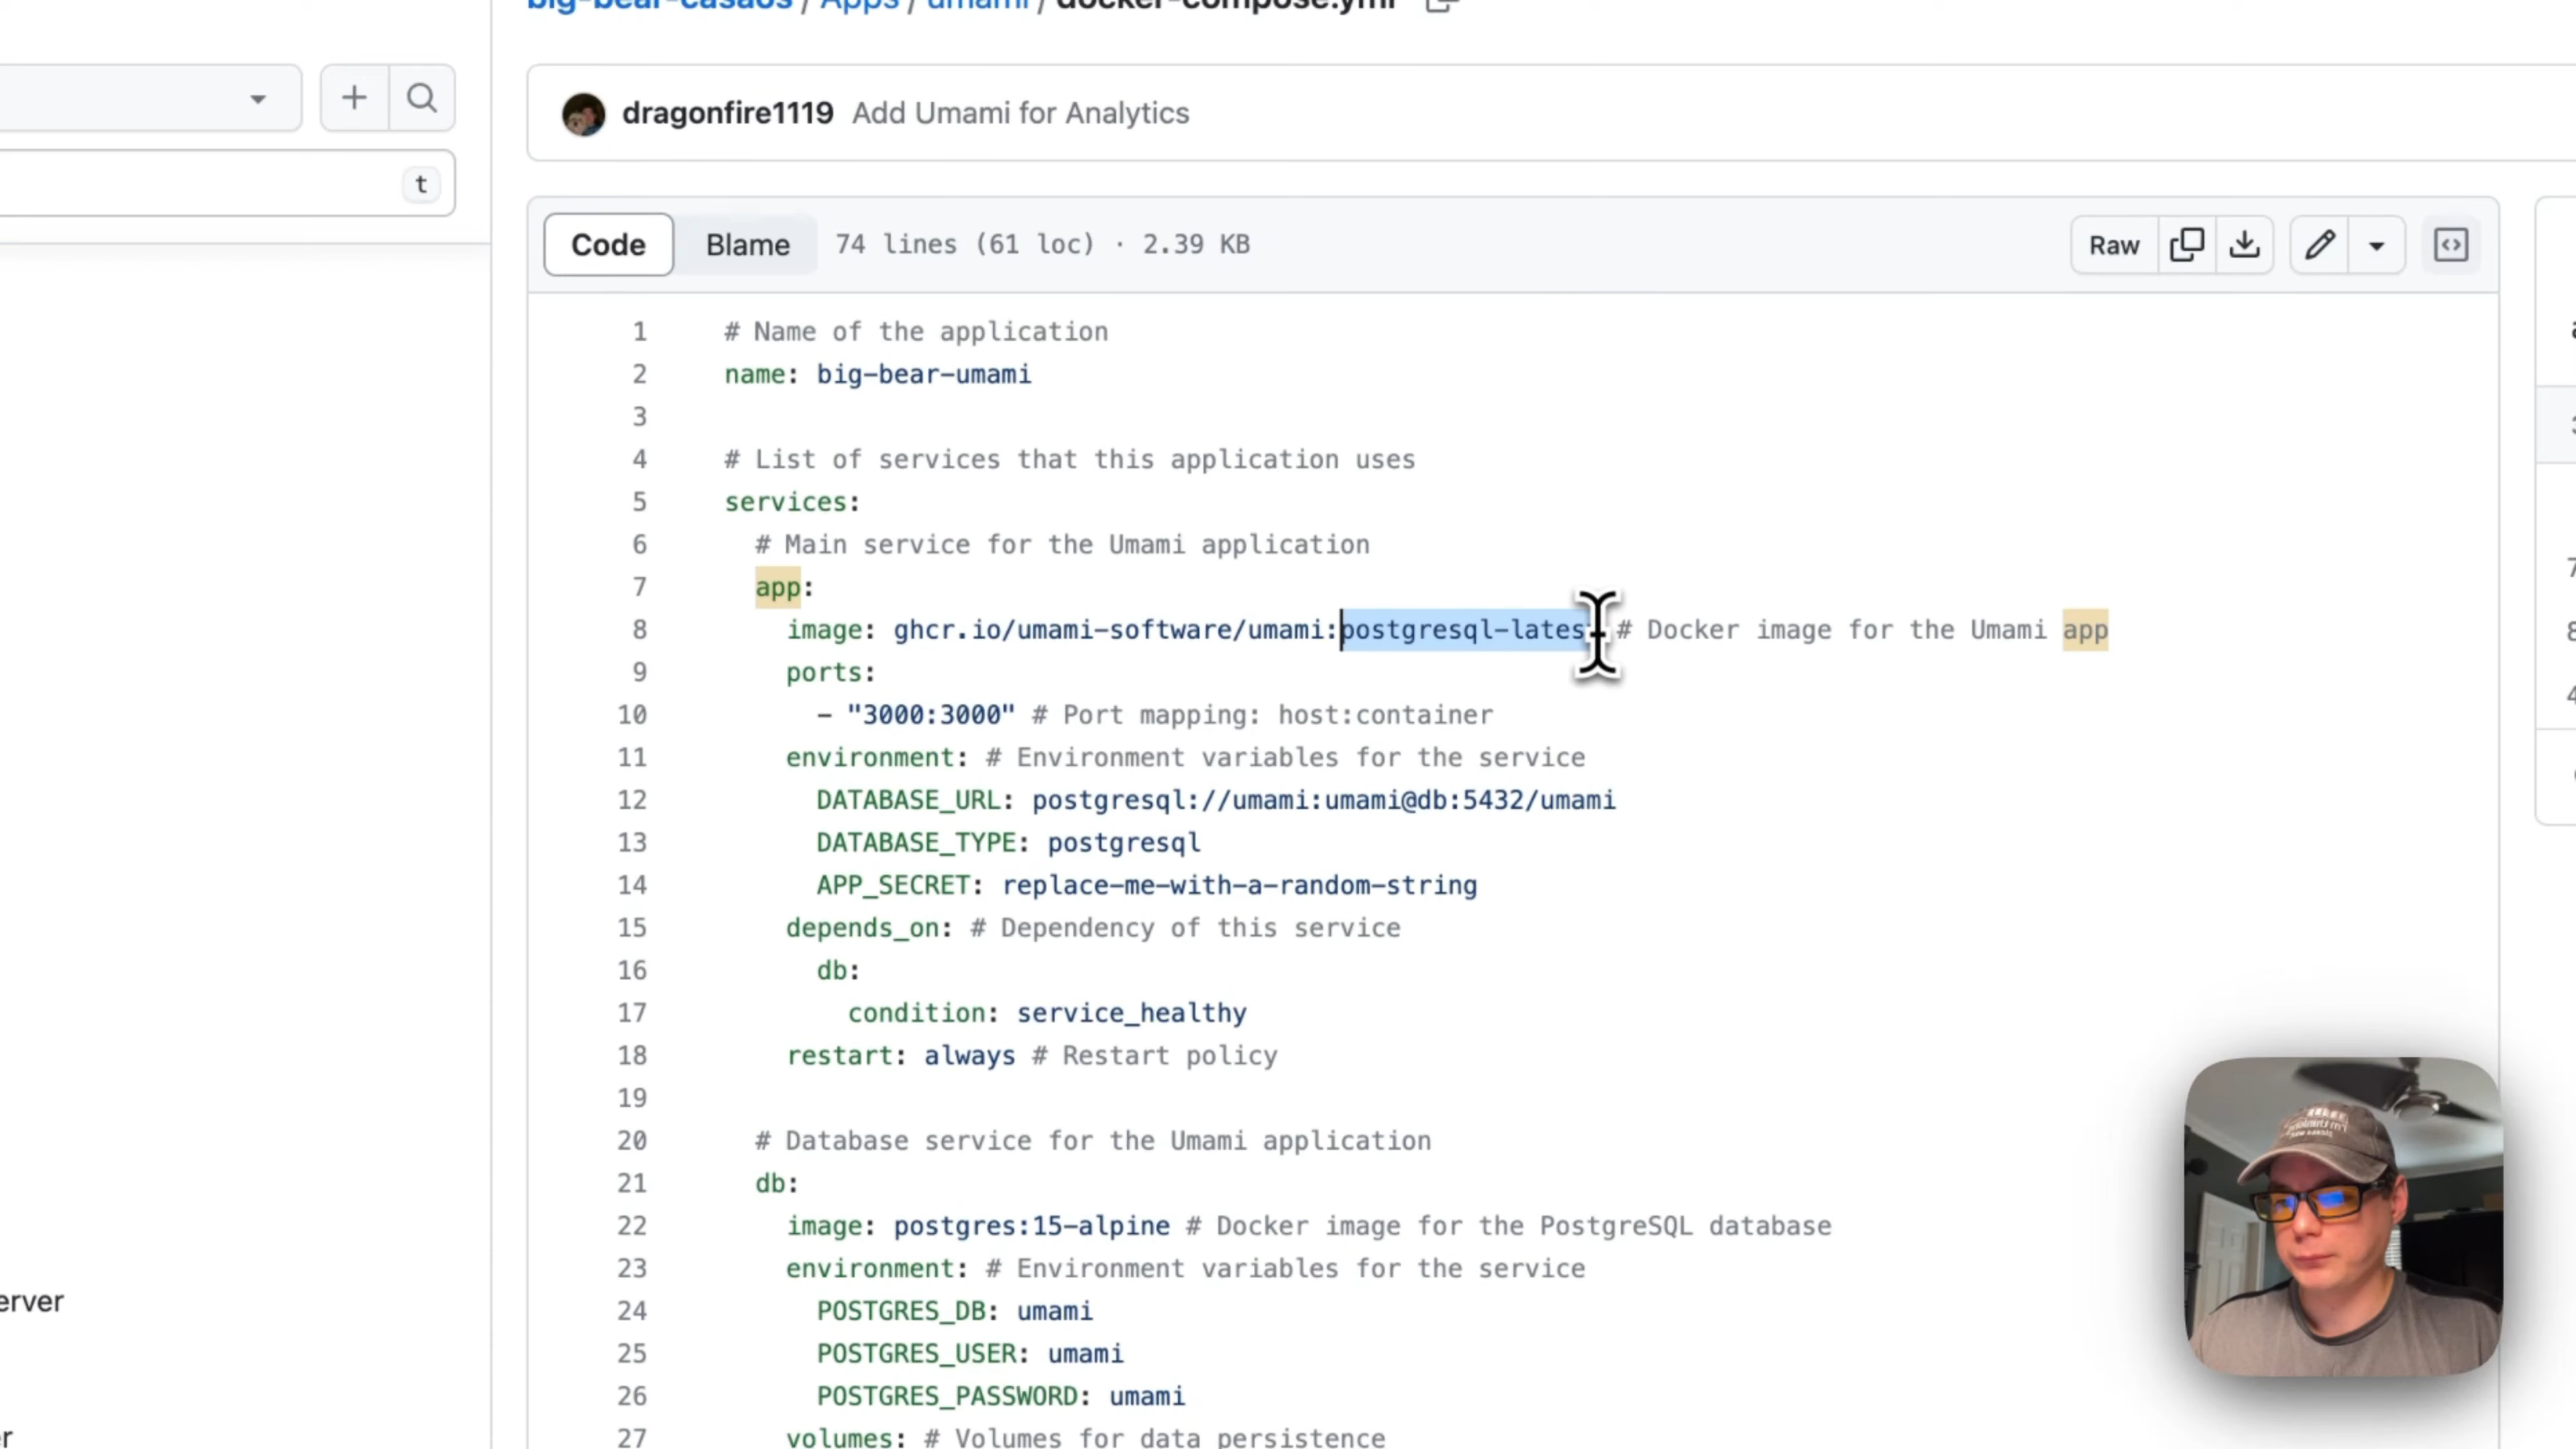 big-bear-casaos / Apps / umami / docker-compose.yml
t
dragonfire1119 Add Umami for Analytics
Code Blame 74 lines (61 loc) · 2.39 KB Raw
1 # Name of the application
2 name: big-bear-umami
3
4 # List of services that this application uses
5 services:
6 # Main service for the Umami application
7 app:
8 image: ghcr.io/umami-software/umami:postgresql-latest # Docker image for the Umami app
9 ports:
10 - "3000:3000" # Port mapping: host:container
11 environment: # Environment variables for the service
12 DATABASE_URL: postgresql://umami:umami@db:5432/umami
13 DATABASE_TYPE: postgresql
14 APP_SECRET: replace-me-with-a-random-string
15 depends_on: # Dependency of this service
16 db:
17 condition: service_healthy
18 restart: always # Restart policy
19
20 # Database service for the Umami application
21 db:
22 image: postgres:15-alpine # Docker image for the PostgreSQL database
23 environment: # Environment variables for the service
24 POSTGRES_DB: umami
25 POSTGRES_USER: umami
26 POSTGRES_PASSWORD: umami
27 volumes: # Volumes for data persistence
erver
r